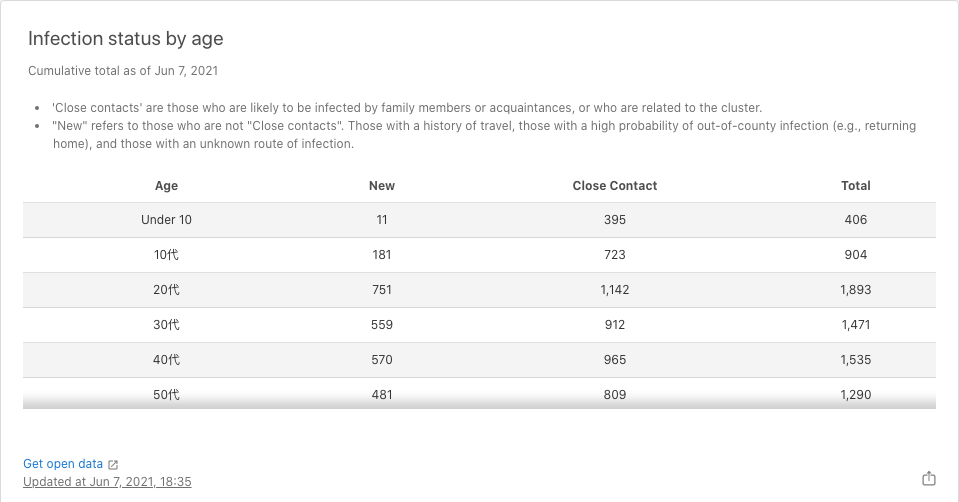 Infection status by age
Cumulative total as of Jun 7, 2021
• 'Close contacts' are those who are likely to be infected by family members or acquaintances, or who are related to the cluster.
• "New" refers to those who are not "Close contacts". Those with a history of travel, those with a high probability of out-of-county infection (e.g., returning
home), and those with an unknown route of infection.
Age New Close Contact Total
Under 10 11 395 406
10代 181 723 904
20代 751 1,142 1,893
30代 559 912 1,471
40代 570 965 1,535
50代 481 809 1,290
Get open data
Updated at Jun 7, 2021, 18:35